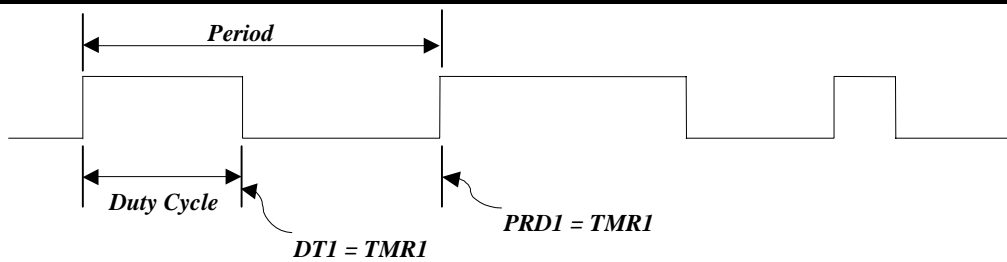 Period
Duty Cycle
PRD1 = TMR1
DT1 = TMR1